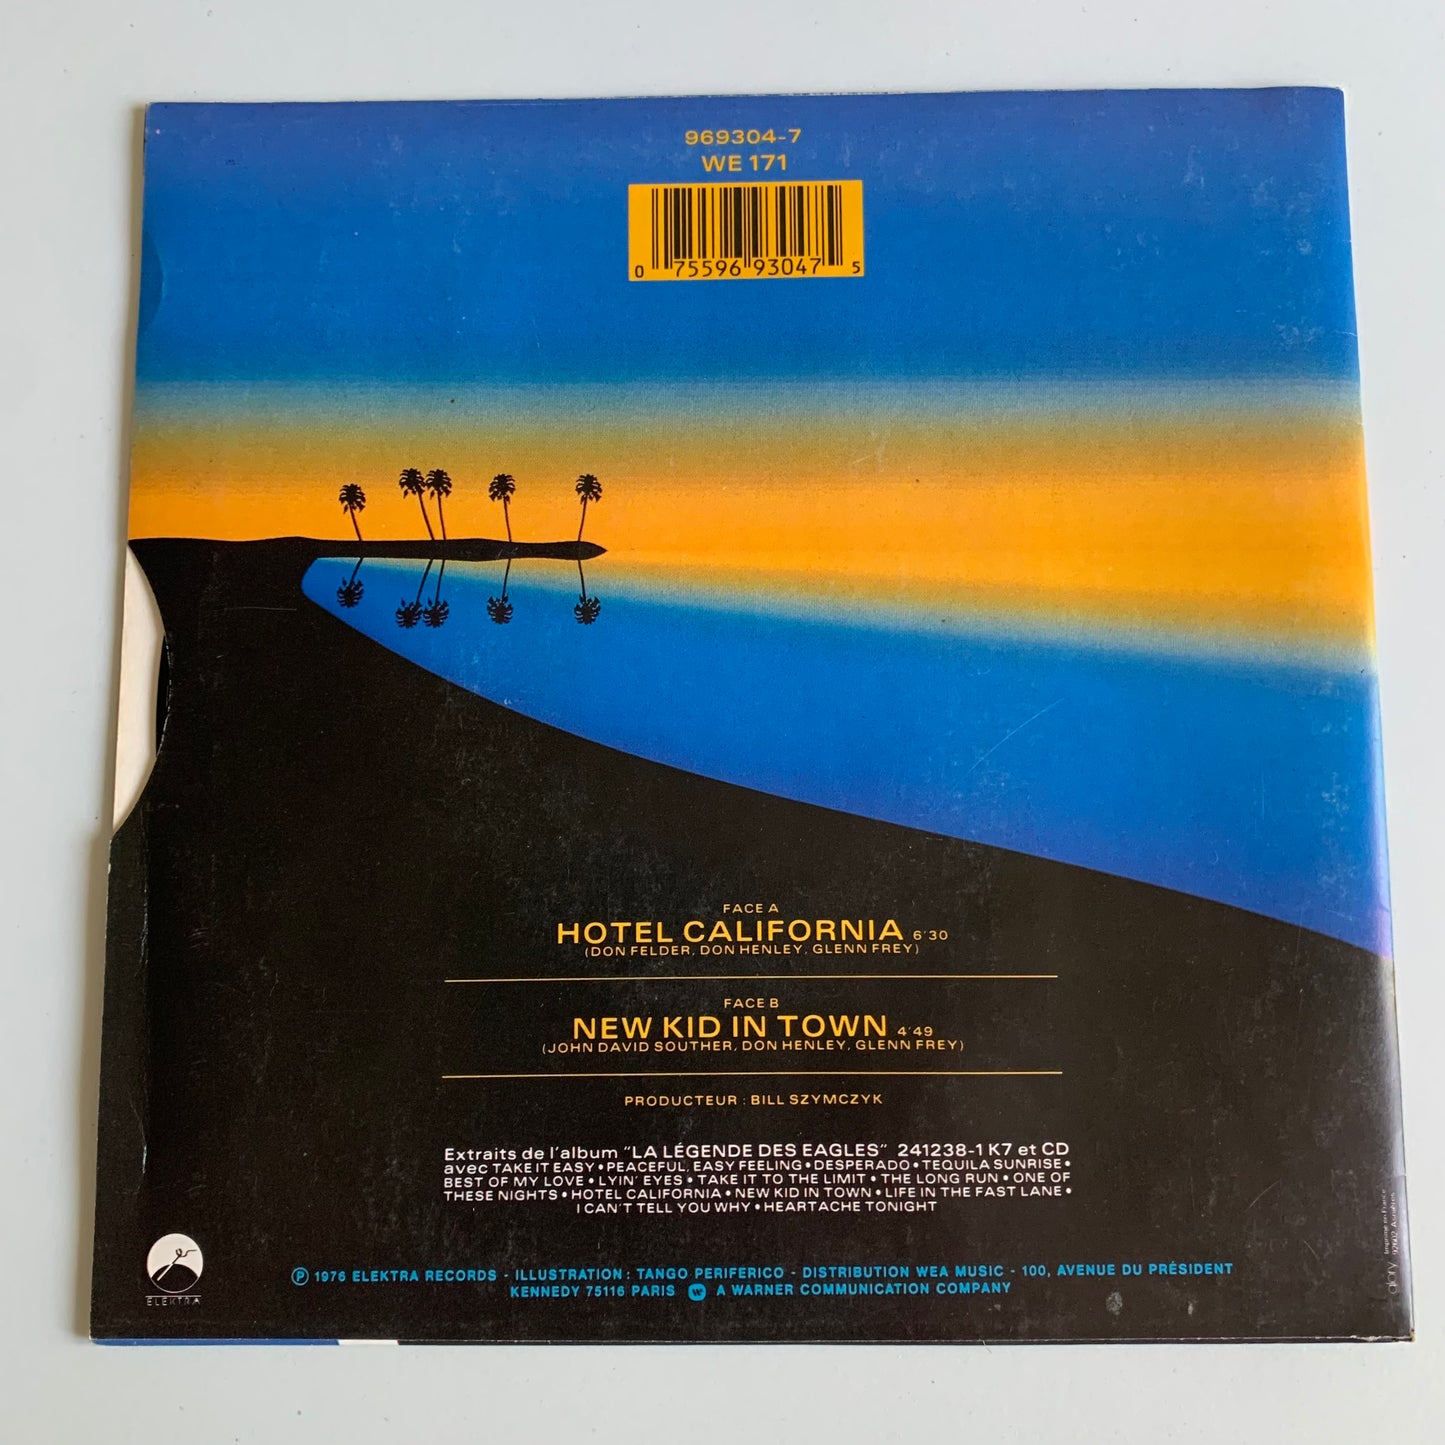 969304-7
WE 171
0 75596 93047 5
FACE A
HOTEL CALIFORNIA 6'30
(DON FELDER, DON HENLEY, GLENN FREY)
FACE B
NEW KID IN TOWN 4'49
(JOHN DAVID SOUTHER, DON HENLEY, GLENN FREY)
PRODUCTEUR : BILL SZYMCZYK
Extraits de l'album "LA LÉGENDE DES EAGLES" 241238-1 K7 et CD
avec TAKE IT EASY • PEACEFUL, EASY FEELING • DESPERADO • TEQUILA SUNRISE •
BEST OF MY LOVE • LYIN' EYES • TAKE IT TO THE LIMIT • THE LONG RUN • ONE OF
THESE NIGHTS • HOTEL CALIFORNIA • NEW KID IN TOWN • LIFE IN THE FAST LANE •
I CAN'T TELL YOU WHY • HEARTACHE TONIGHT
ELEKTRA
Ⓟ 1976 ELEKTRA RECORDS - ILLUSTRATION : TANGO PERIFERICO - DISTRIBUTION WEA MUSIC - 100, AVENUE DU PRÉSIDENT
KENNEDY 75116 PARIS W A WARNER COMMUNICATION COMPANY
glory Imprimé en France
Asnières